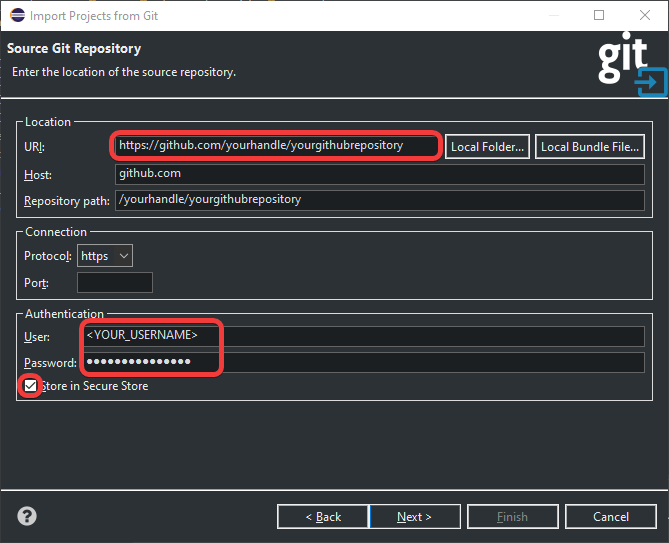 Import Projects from Git
Source Git Repository
Enter the location of the source repository.
git
Location
URI: https://github.com/yourhandle/yourgithubrepository Local Folder... Local Bundle File...
Host: github.com
Repository path: /yourhandle/yourgithubrepository
Connection
Protocol: https
Port:
Authentication
User: <YOUR_USERNAME>
Password: ●●●●●●●●●●●●●●●
Store in Secure Store
? < Back Next > Finish Cancel